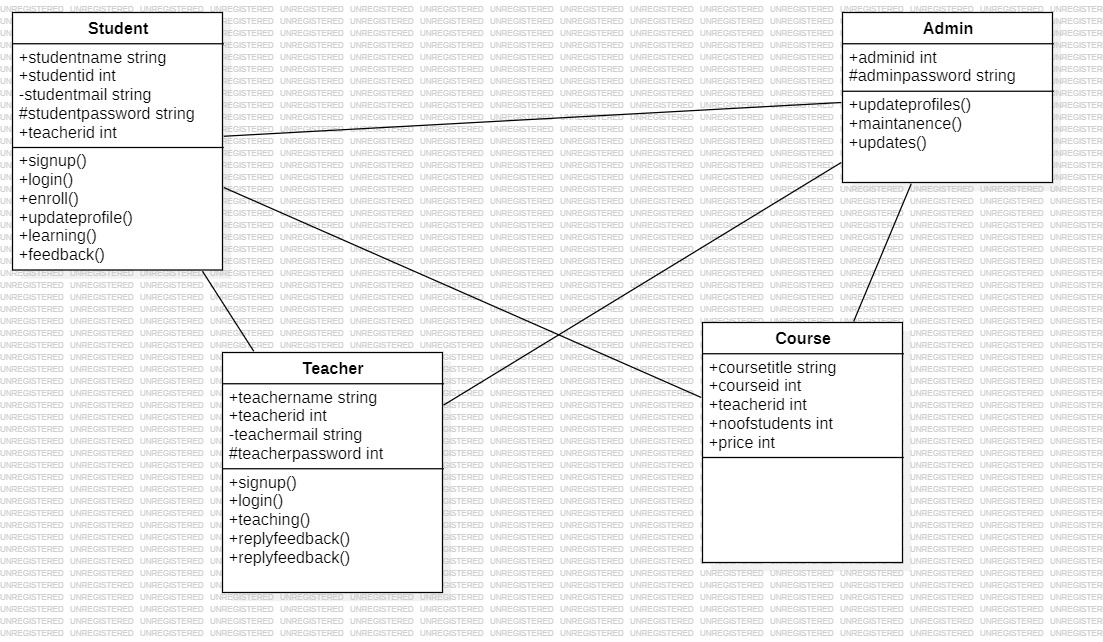 Student
+studentname string
+studentid int
-studentmail string
#studentpassword string
+teacherid int
+signup()
+login()
+enroll()
+updateprofile()
+learning()
+feedback()
Admin
+adminid int
#adminpassword string
+updateprofiles()
+maintanence()
+updates()
Teacher
+teachername string
+teacherid int
-teachermail string
#teacherpassword int
+signup()
+login()
+teaching()
+replyfeedback()
+replyfeedback()
Course
+coursetitle string
+courseid int
+teacherid int
+noofstudents int
+price int
UNREGISTERED